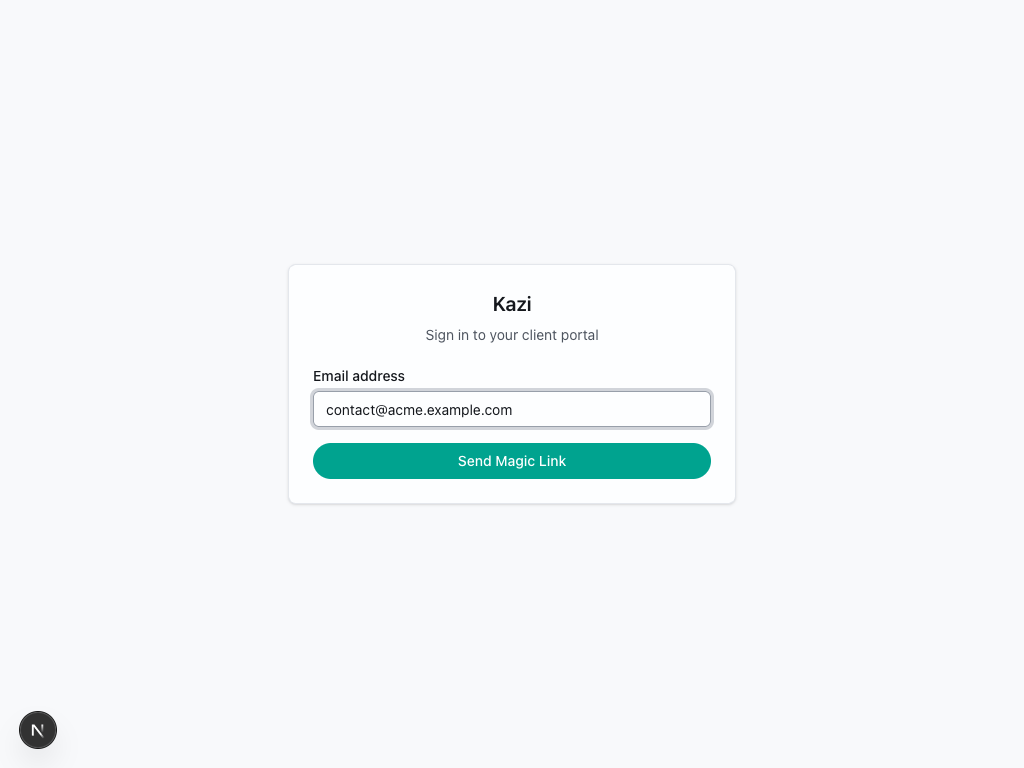 Kazi
Sign in to your client portal
Email address
contact@acme.example.com
Send Magic Link
N